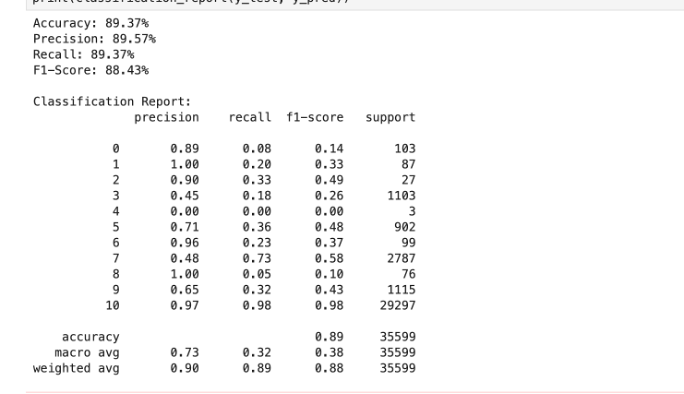 print(classification_report(y_test, y_pred))
Accuracy: 89.37%
Precision: 89.57%
Recall: 89.37%
F1-Score: 88.43%
Classification Report:
precision recall f1-score support
0 0.89 0.08 0.14 103
1 1.00 0.20 0.33 87
2 0.90 0.33 0.49 27
3 0.45 0.18 0.26 1103
4 0.00 0.00 0.00 3
5 0.71 0.36 0.48 902
6 0.96 0.23 0.37 99
7 0.48 0.73 0.58 2787
8 1.00 0.05 0.10 76
9 0.65 0.32 0.43 1115
10 0.97 0.98 0.98 29297
accuracy 0.89 35599
macro avg 0.73 0.32 0.38 35599
weighted avg 0.90 0.89 0.88 35599